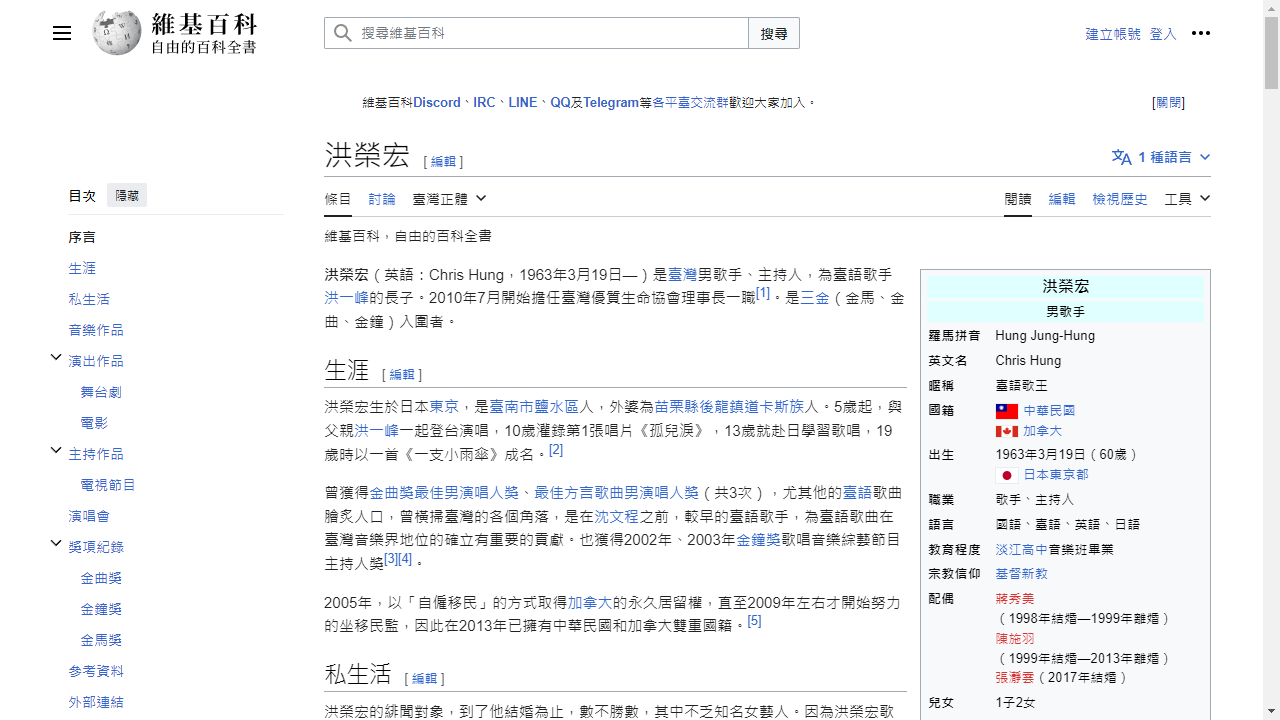 維基百科
自由的百科全書
搜尋維基百科
搜尋
建立帳號 登入
維基百科Discord、IRC、LINE、QQ及Telegram等各平臺交流群歡迎大家加入。
[關閉]
洪榮宏 [ 編輯 ]
1 種語言
目次 隱藏
序言
生涯
私生活
音樂作品
演出作品
舞台劇
電影
主持作品
電視節目
演唱會
獎項紀錄
金曲獎
金鐘獎
金馬獎
參考資料
外部連結
條目 討論 臺灣正體
閱讀 編輯 檢視歷史 工具
維基百科，自由的百科全書
洪榮宏（英語：Chris Hung，1963年3月19日—）是臺灣男歌手、主持人，為臺語歌手
洪一峰的長子。2010年7月開始擔任臺灣優質生命協會理事長一職[1]。是三金（金馬、金
曲、金鐘）入圍者。
生涯 [ 編輯 ]
洪榮宏生於日本東京，是臺南市鹽水區人，外婆為苗栗縣後龍鎮道卡斯族人。5歲起，與
父親洪一峰一起登台演唱，10歲灌錄第1張唱片《孤兒淚》，13歲就赴日學習歌唱，19
歲時以一首《一支小雨傘》成名。[2]
曾獲得金曲獎最佳男演唱人獎、最佳方言歌曲男演唱人獎（共3次），尤其他的臺語歌曲
膾炙人口，曾橫掃臺灣的各個角落，是在沈文程之前，較早的臺語歌手，為臺語歌曲在
臺灣音樂界地位的確立有重要的貢獻。也獲得2002年、2003年金鐘獎歌唱音樂綜藝節目
主持人獎[3][4]。
2005年，以「自僱移民」的方式取得加拿大的永久居留權，直至2009年左右才開始努力
的坐移民監，因此在2013年已擁有中華民國和加拿大雙重國籍。[5]
私生活 [ 編輯 ]
洪榮宏的緋聞對象，到了他結婚為止，數不勝數，其中不乏知名女藝人。因為洪榮宏歌
洪榮宏
男歌手
羅馬拼音 Hung Jung-Hung
英文名 Chris Hung
暱稱 臺語歌王
國籍 中華民國
加拿大
出生 1963年3月19日（60歲）
日本東京都
職業 歌手、主持人
語言 國語、臺語、英語、日語
教育程度 淡江高中音樂班畢業
宗教信仰 基督新教
配偶 蔣秀美
（1998年結婚—1999年離婚）
陳施羽
（1999年結婚—2013年離婚）
張瀞雲（2017年結婚）
兒女 1子2女